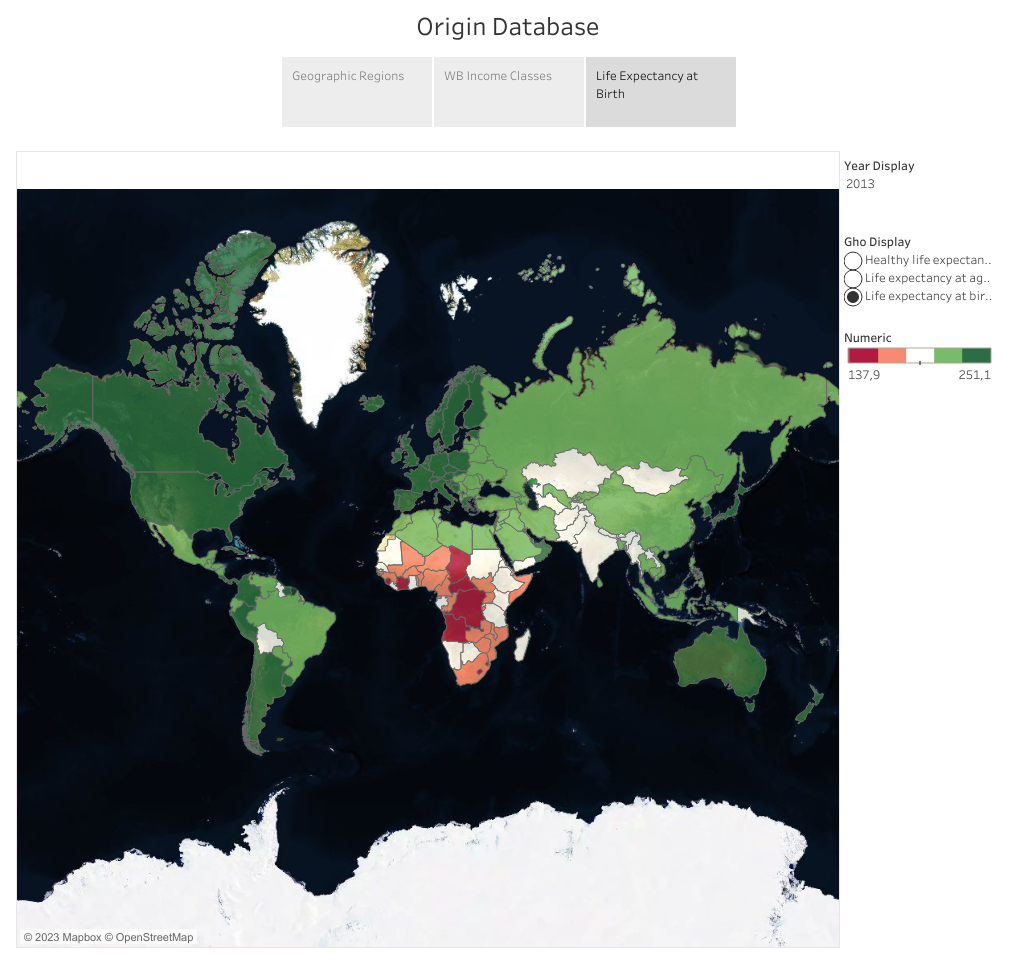 Origin Database
Geographic Regions
WB Income Classes
Life Expectancy at
Birth
Year Display
2013
Gho Display
Healthy life expectan..
Life expectancy at ag..
Life expectancy at bir..
Numeric
137,9
251,1
© 2023 Mapbox © OpenStreetMap